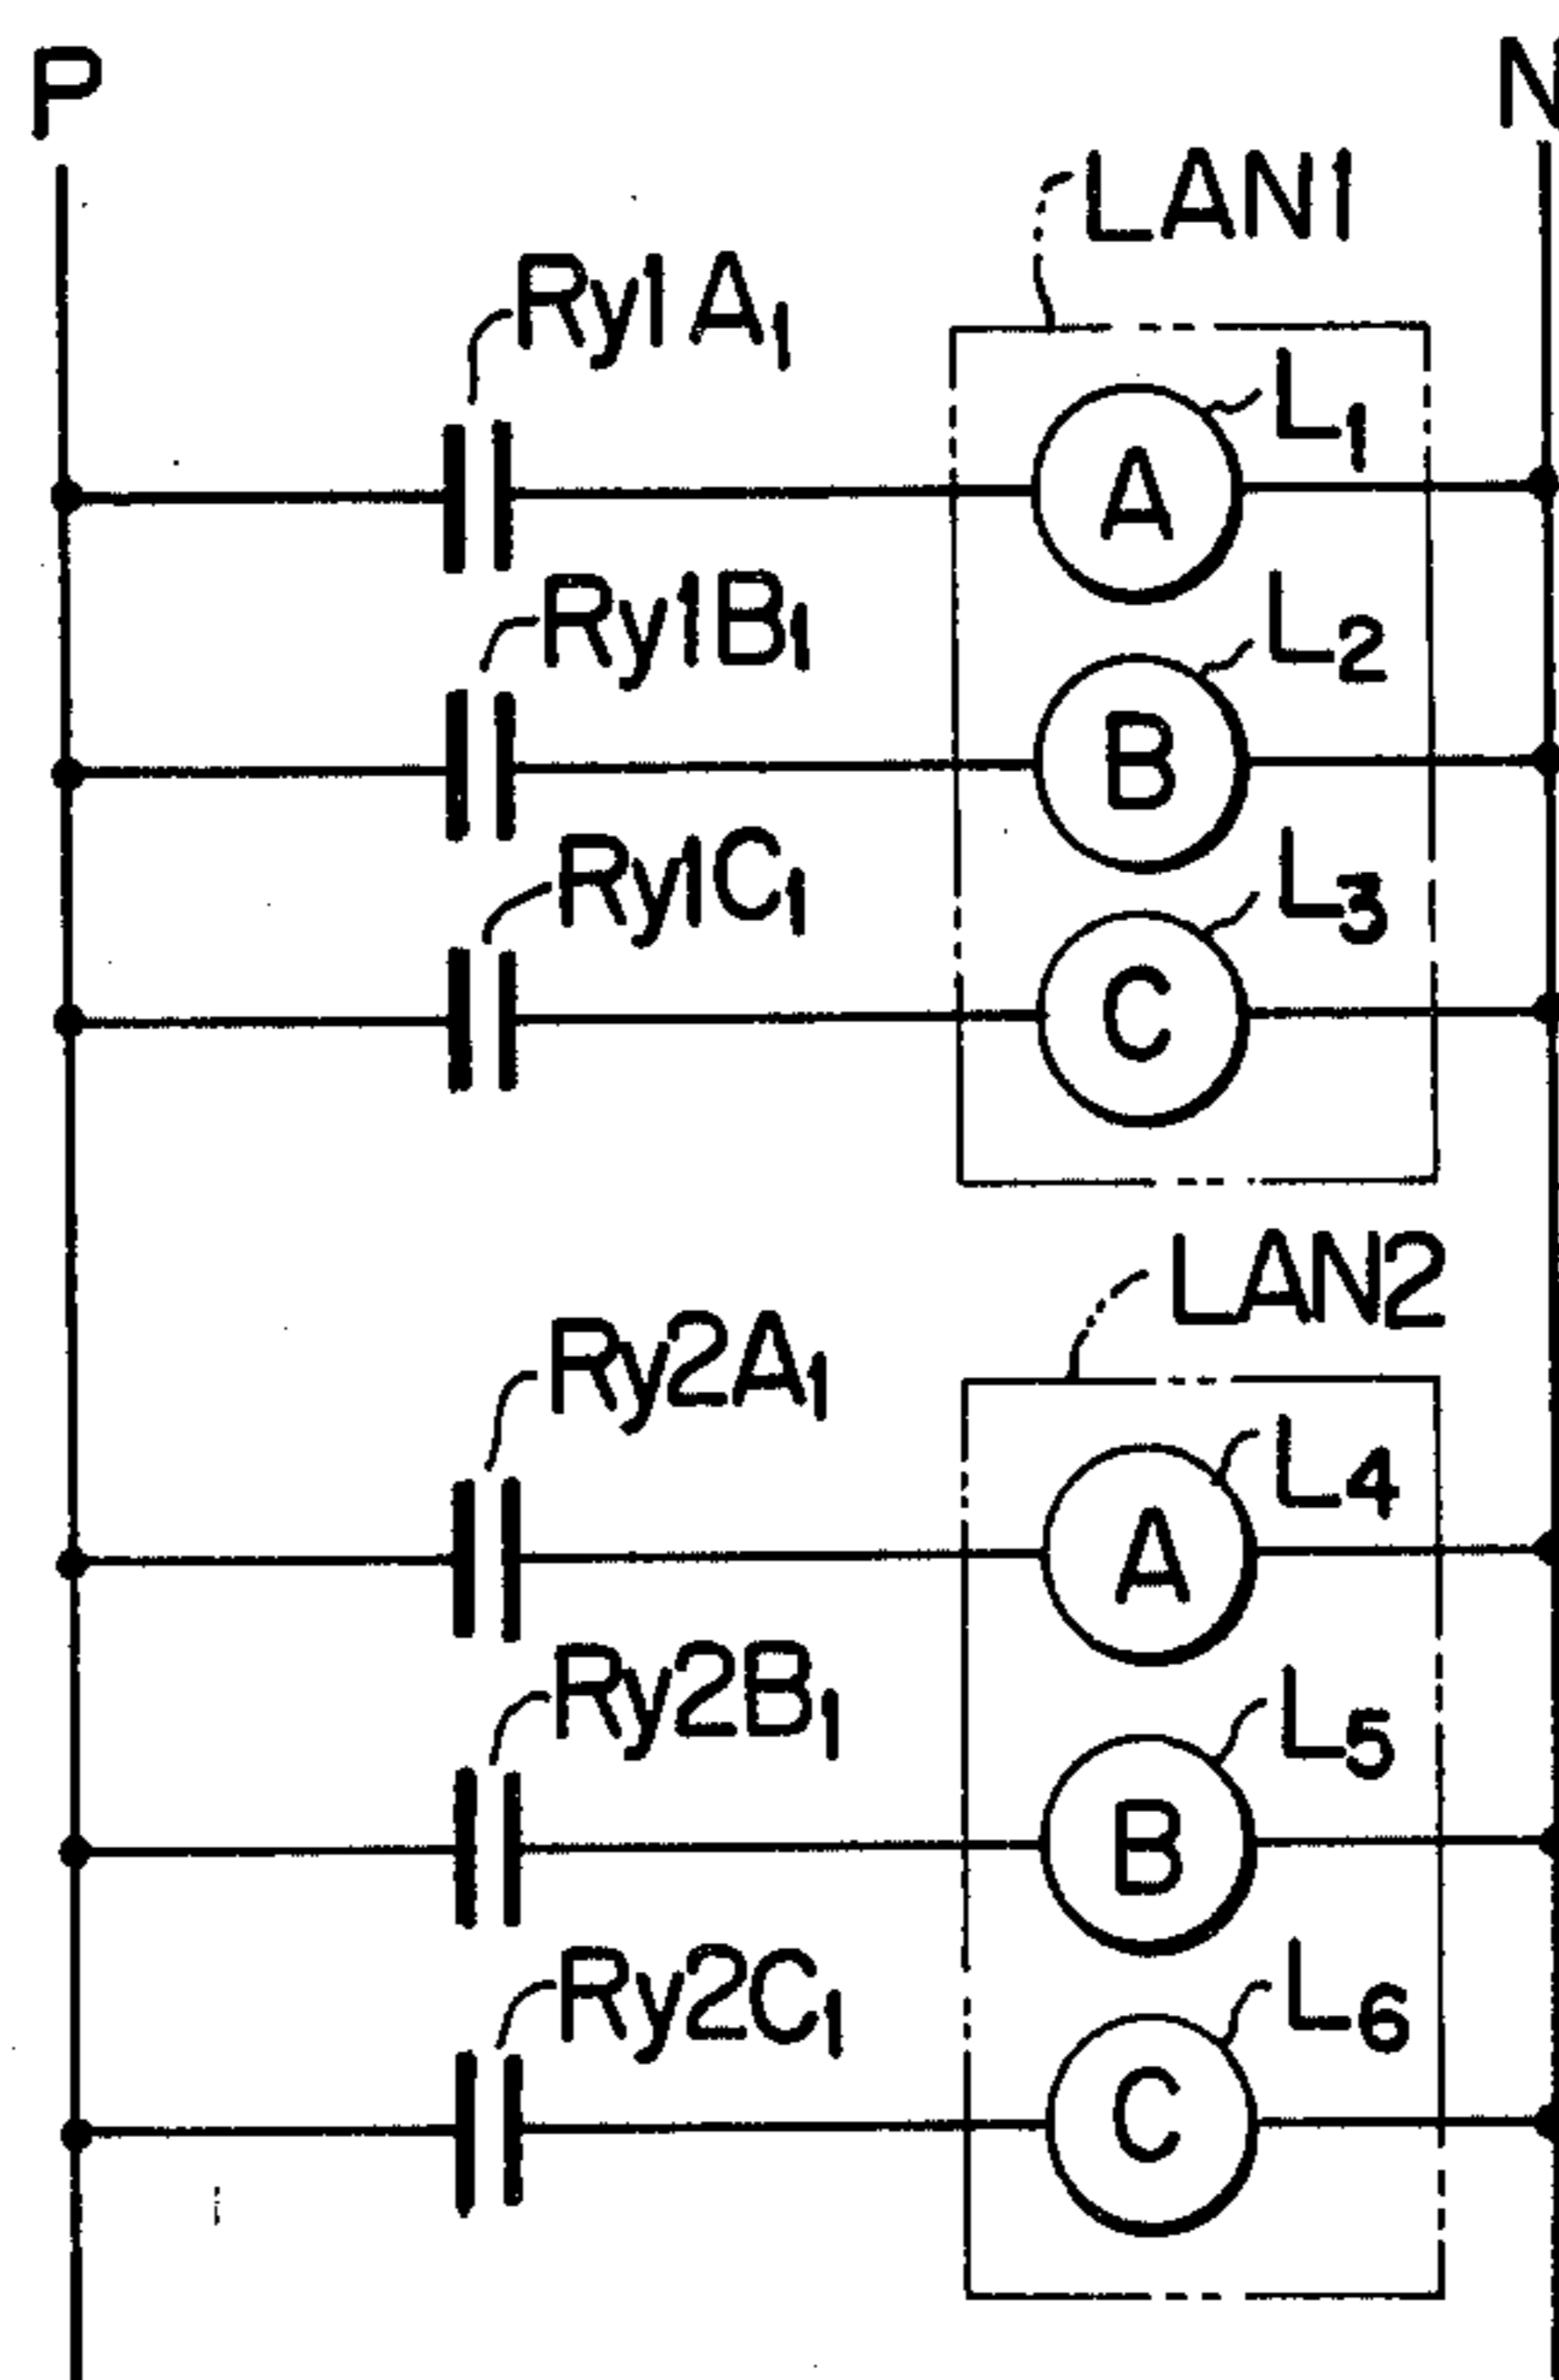 P
N
LAN1
Ry1A₁
L₁
A
Ry1B₁
L₂
B
Ry1C₁
L₃
C
LAN2
Ry2A₁
L₄
A
Ry2B₁
L₅
B
Ry2C₁
L₆
C